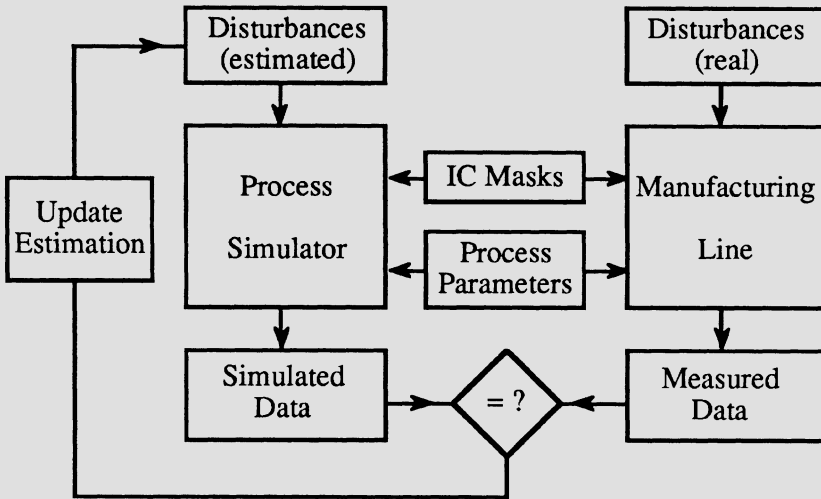 Disturbances
(estimated)
Disturbances
(real)
IC Masks
Process
Simulator
Manufacturing
Line
Update
Estimation
Process
Parameters
Simulated
Data
= ?
Measured
Data